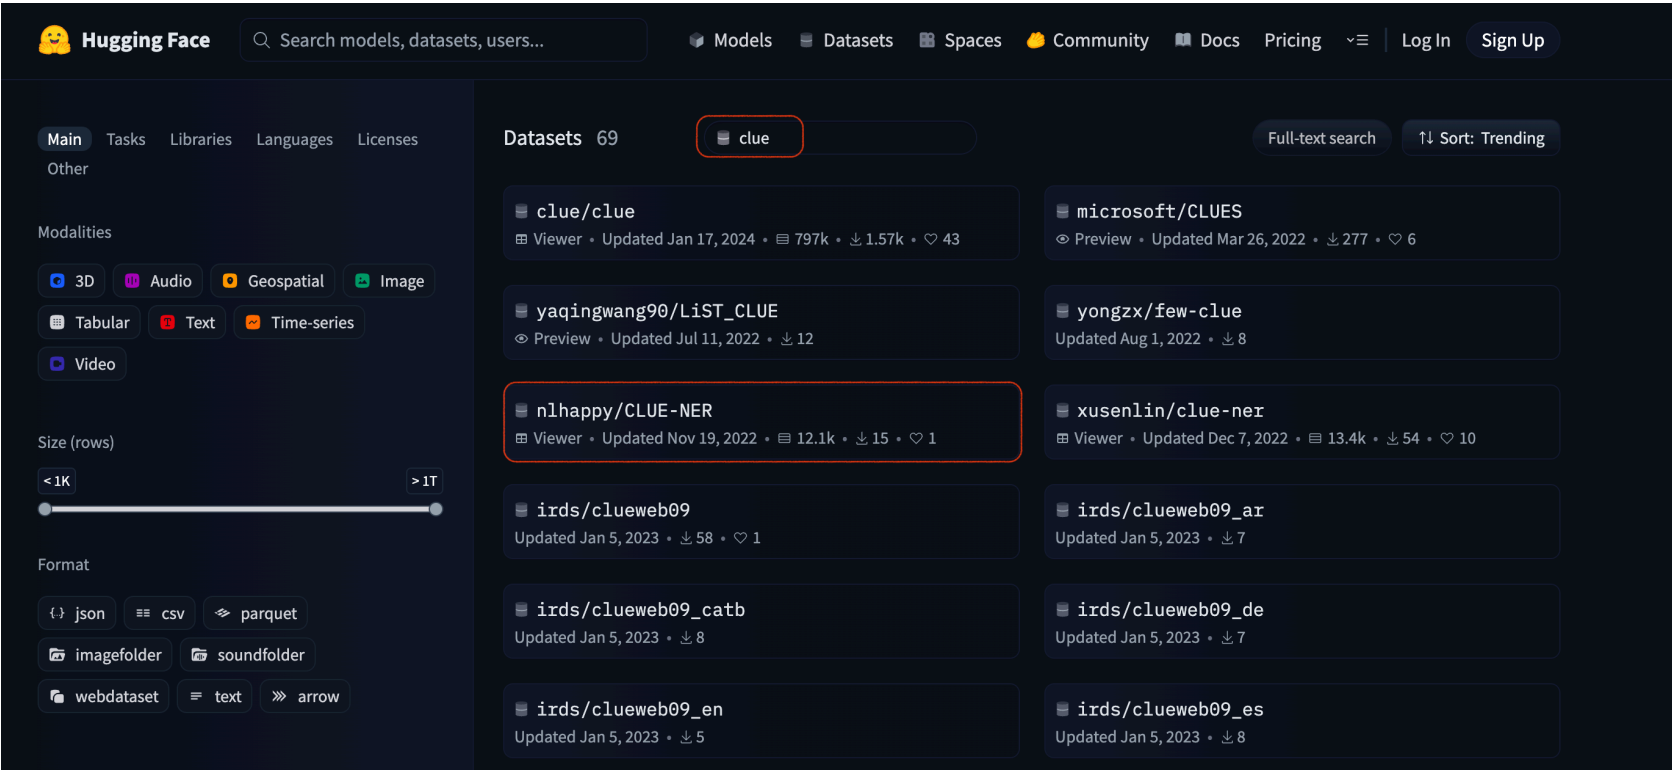 Hugging Face
Search models, datasets, users...
Models
Datasets
Spaces
Community
Docs
Pricing
Log In
Sign Up
Main Tasks Libraries Languages Licenses
Other
Modalities
3D Audio Geospatial Image
Tabular Text Time-series
Video
Size (rows)
< 1K > 1T
Format
json csv parquet
imagefolder soundfolder
webdataset text arrow
Datasets 69
clue
Full-text search
Sort: Trending
clue/clue
Viewer • Updated Jan 17, 2024 • 797k • 1.57k • 43
microsoft/CLUES
Preview • Updated Mar 26, 2022 • 277 • 6
yaqingwang90/LiST_CLUE
Preview • Updated Jul 11, 2022 • 12
yongzx/few-clue
Updated Aug 1, 2022 • 8
nlhappy/CLUE-NER
Viewer • Updated Nov 19, 2022 • 12.1k • 15 • 1
xusenlin/clue-ner
Viewer • Updated Dec 7, 2022 • 13.4k • 54 • 10
irds/clueweb09
Updated Jan 5, 2023 • 58 • 1
irds/clueweb09_ar
Updated Jan 5, 2023 • 7
irds/clueweb09_catb
Updated Jan 5, 2023 • 8
irds/clueweb09_de
Updated Jan 5, 2023 • 7
irds/clueweb09_en
Updated Jan 5, 2023 • 5
irds/clueweb09_es
Updated Jan 5, 2023 • 8